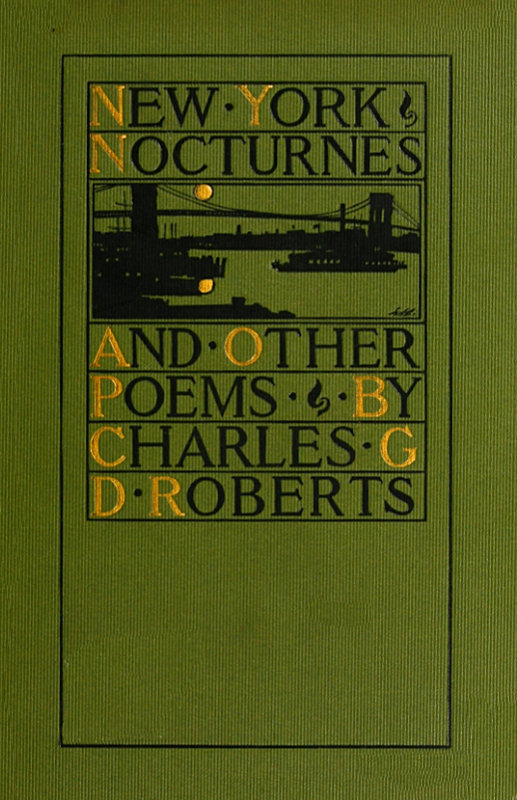 NEW·YORK
NOCTURNES
AND·OTHER
POEMS··BY
CHARLES·G
D·ROBERTS